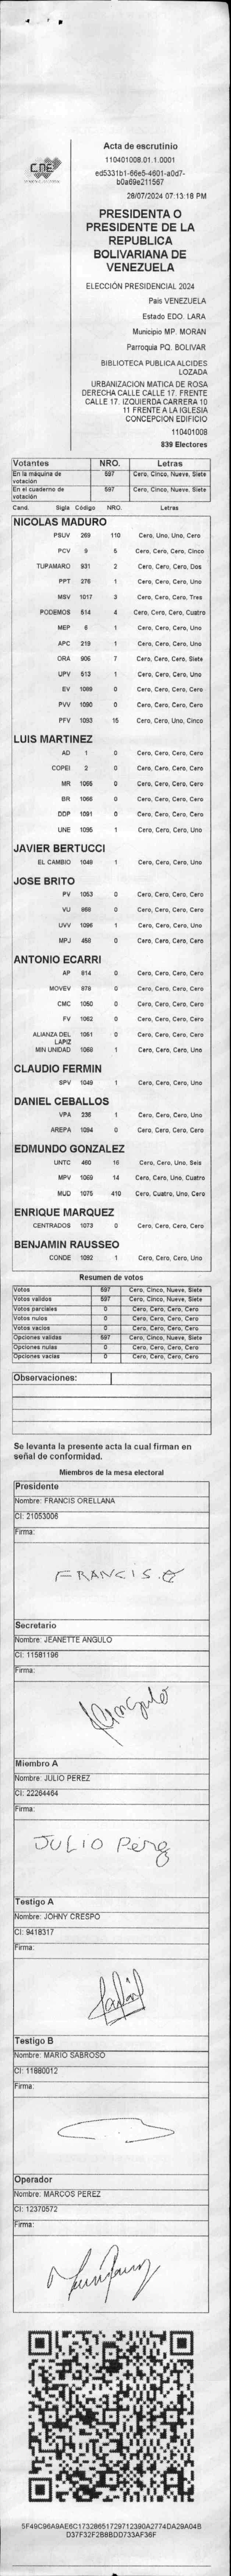 CNE
Acta de escrutinio
110401008.01.1.0001
ed5331b1-66e5-4601-a0d7-
b0a69e211567
28/07/2024 07:13:18 PM
PRESIDENTA O
PRESIDENTE DE LA
REPUBLICA
BOLIVARIANA DE
VENEZUELA
ELECCIÓN PRESIDENCIAL 2024
País VENEZUELA
Estado EDO. LARA
Municipio MP. MORAN
Parroquia PQ. BOLIVAR
BIBLIOTECA PUBLICA ALCIDES
LOZADA
URBANIZACION MATICA DE ROSA
DERECHA CALLE CALLE 17. FRENTE
CALLE 17. IZQUIERDA CARRERA 10
11 FRENTE A LA IGLESIA
CONCEPCION EDIFICIO
110401008
839 Electores
Votantes NRO. Letras
En la máquina de votación 597 Cero, Cinco, Nueve, Siete
En el cuaderno de votación 597 Cero, Cinco, Nueve, Siete
Cand. Sigla Código NRO. Letras
NICOLAS MADURO
PSUV 269 110 Cero, Uno, Uno, Cero
PCV 9 5 Cero, Cero, Cero, Cinco
TUPAMARO 931 2 Cero, Cero, Cero, Dos
PPT 276 1 Cero, Cero, Cero, Uno
MSV 1017 3 Cero, Cero, Cero, Tres
PODEMOS 514 4 Cero, Cero, Cero, Cuatro
MEP 6 1 Cero, Cero, Cero, Uno
APC 219 1 Cero, Cero, Cero, Uno
ORA 906 7 Cero, Cero, Cero, Siete
UPV 513 1 Cero, Cero, Cero, Uno
EV 1089 0 Cero, Cero, Cero, Cero
PVV 1090 0 Cero, Cero, Cero, Cero
PFV 1093 15 Cero, Cero, Uno, Cinco
LUIS MARTINEZ
AD 1 0 Cero, Cero, Cero, Cero
COPEI 2 0 Cero, Cero, Cero, Cero
MR 1065 0 Cero, Cero, Cero, Cero
BR 1066 0 Cero, Cero, Cero, Cero
DDP 1091 0 Cero, Cero, Cero, Cero
UNE 1095 1 Cero, Cero, Cero, Uno
JAVIER BERTUCCI
EL CAMBIO 1048 1 Cero, Cero, Cero, Uno
JOSE BRITO
PV 1053 0 Cero, Cero, Cero, Cero
VU 868 0 Cero, Cero, Cero, Cero
UVV 1096 1 Cero, Cero, Cero, Uno
MPJ 458 0 Cero, Cero, Cero, Cero
ANTONIO ECARRI
AP 814 0 Cero, Cero, Cero, Cero
MOVEV 878 0 Cero, Cero, Cero, Cero
CMC 1050 0 Cero, Cero, Cero, Cero
FV 1062 0 Cero, Cero, Cero, Cero
ALIANZA DEL LAPIZ 1051 0 Cero, Cero, Cero, Cero
MIN UNIDAD 1068 1 Cero, Cero, Cero, Uno
CLAUDIO FERMIN
SPV 1049 1 Cero, Cero, Cero, Uno
DANIEL CEBALLOS
VPA 236 1 Cero, Cero, Cero, Uno
AREPA 1094 0 Cero, Cero, Cero, Cero
EDMUNDO GONZALEZ
UNTC 460 16 Cero, Cero, Uno, Seis
MPV 1069 14 Cero, Cero, Uno, Cuatro
MUD 1075 410 Cero, Cuatro, Uno, Cero
ENRIQUE MARQUEZ
CENTRADOS 1073 0 Cero, Cero, Cero, Cero
BENJAMIN RAUSSEO
CONDE 1092 1 Cero, Cero, Cero, Uno
Resumen de votos
Votos 597 Cero, Cinco, Nueve, Siete
Votos validos 597 Cero, Cinco, Nueve, Siete
Votos parciales 0 Cero, Cero, Cero, Cero
Votos nulos 0 Cero, Cero, Cero, Cero
Votos vacios 0 Cero, Cero, Cero, Cero
Opciones validas 597 Cero, Cinco, Nueve, Siete
Opciones nulas 0 Cero, Cero, Cero, Cero
Opciones vacias 0 Cero, Cero, Cero, Cero
Observaciones:
Se levanta la presente acta la cual firman en
señal de conformidad.
Miembros de la mesa electoral
Presidente
Nombre: FRANCIS ORELLANA
CI: 21053006
Firma:
FRANCIS.O
Secretario
Nombre: JEANETTE ANGULO
CI: 11581196
Firma:
Miembro A
Nombre: JULIO PEREZ
CI: 22264464
Firma:
JULIO Perez
Testigo A
Nombre: JOHNY CRESPO
CI: 9418317
Firma:
Testigo B
Nombre: MARIO SABROSO
CI: 11880012
Firma:
Operador
Nombre: MARCOS PEREZ
CI: 12370572
Firma:
5F49C96A9AE6C17328651729712390A2774DA29A04B
D37F32F2B8BDD733AF36F